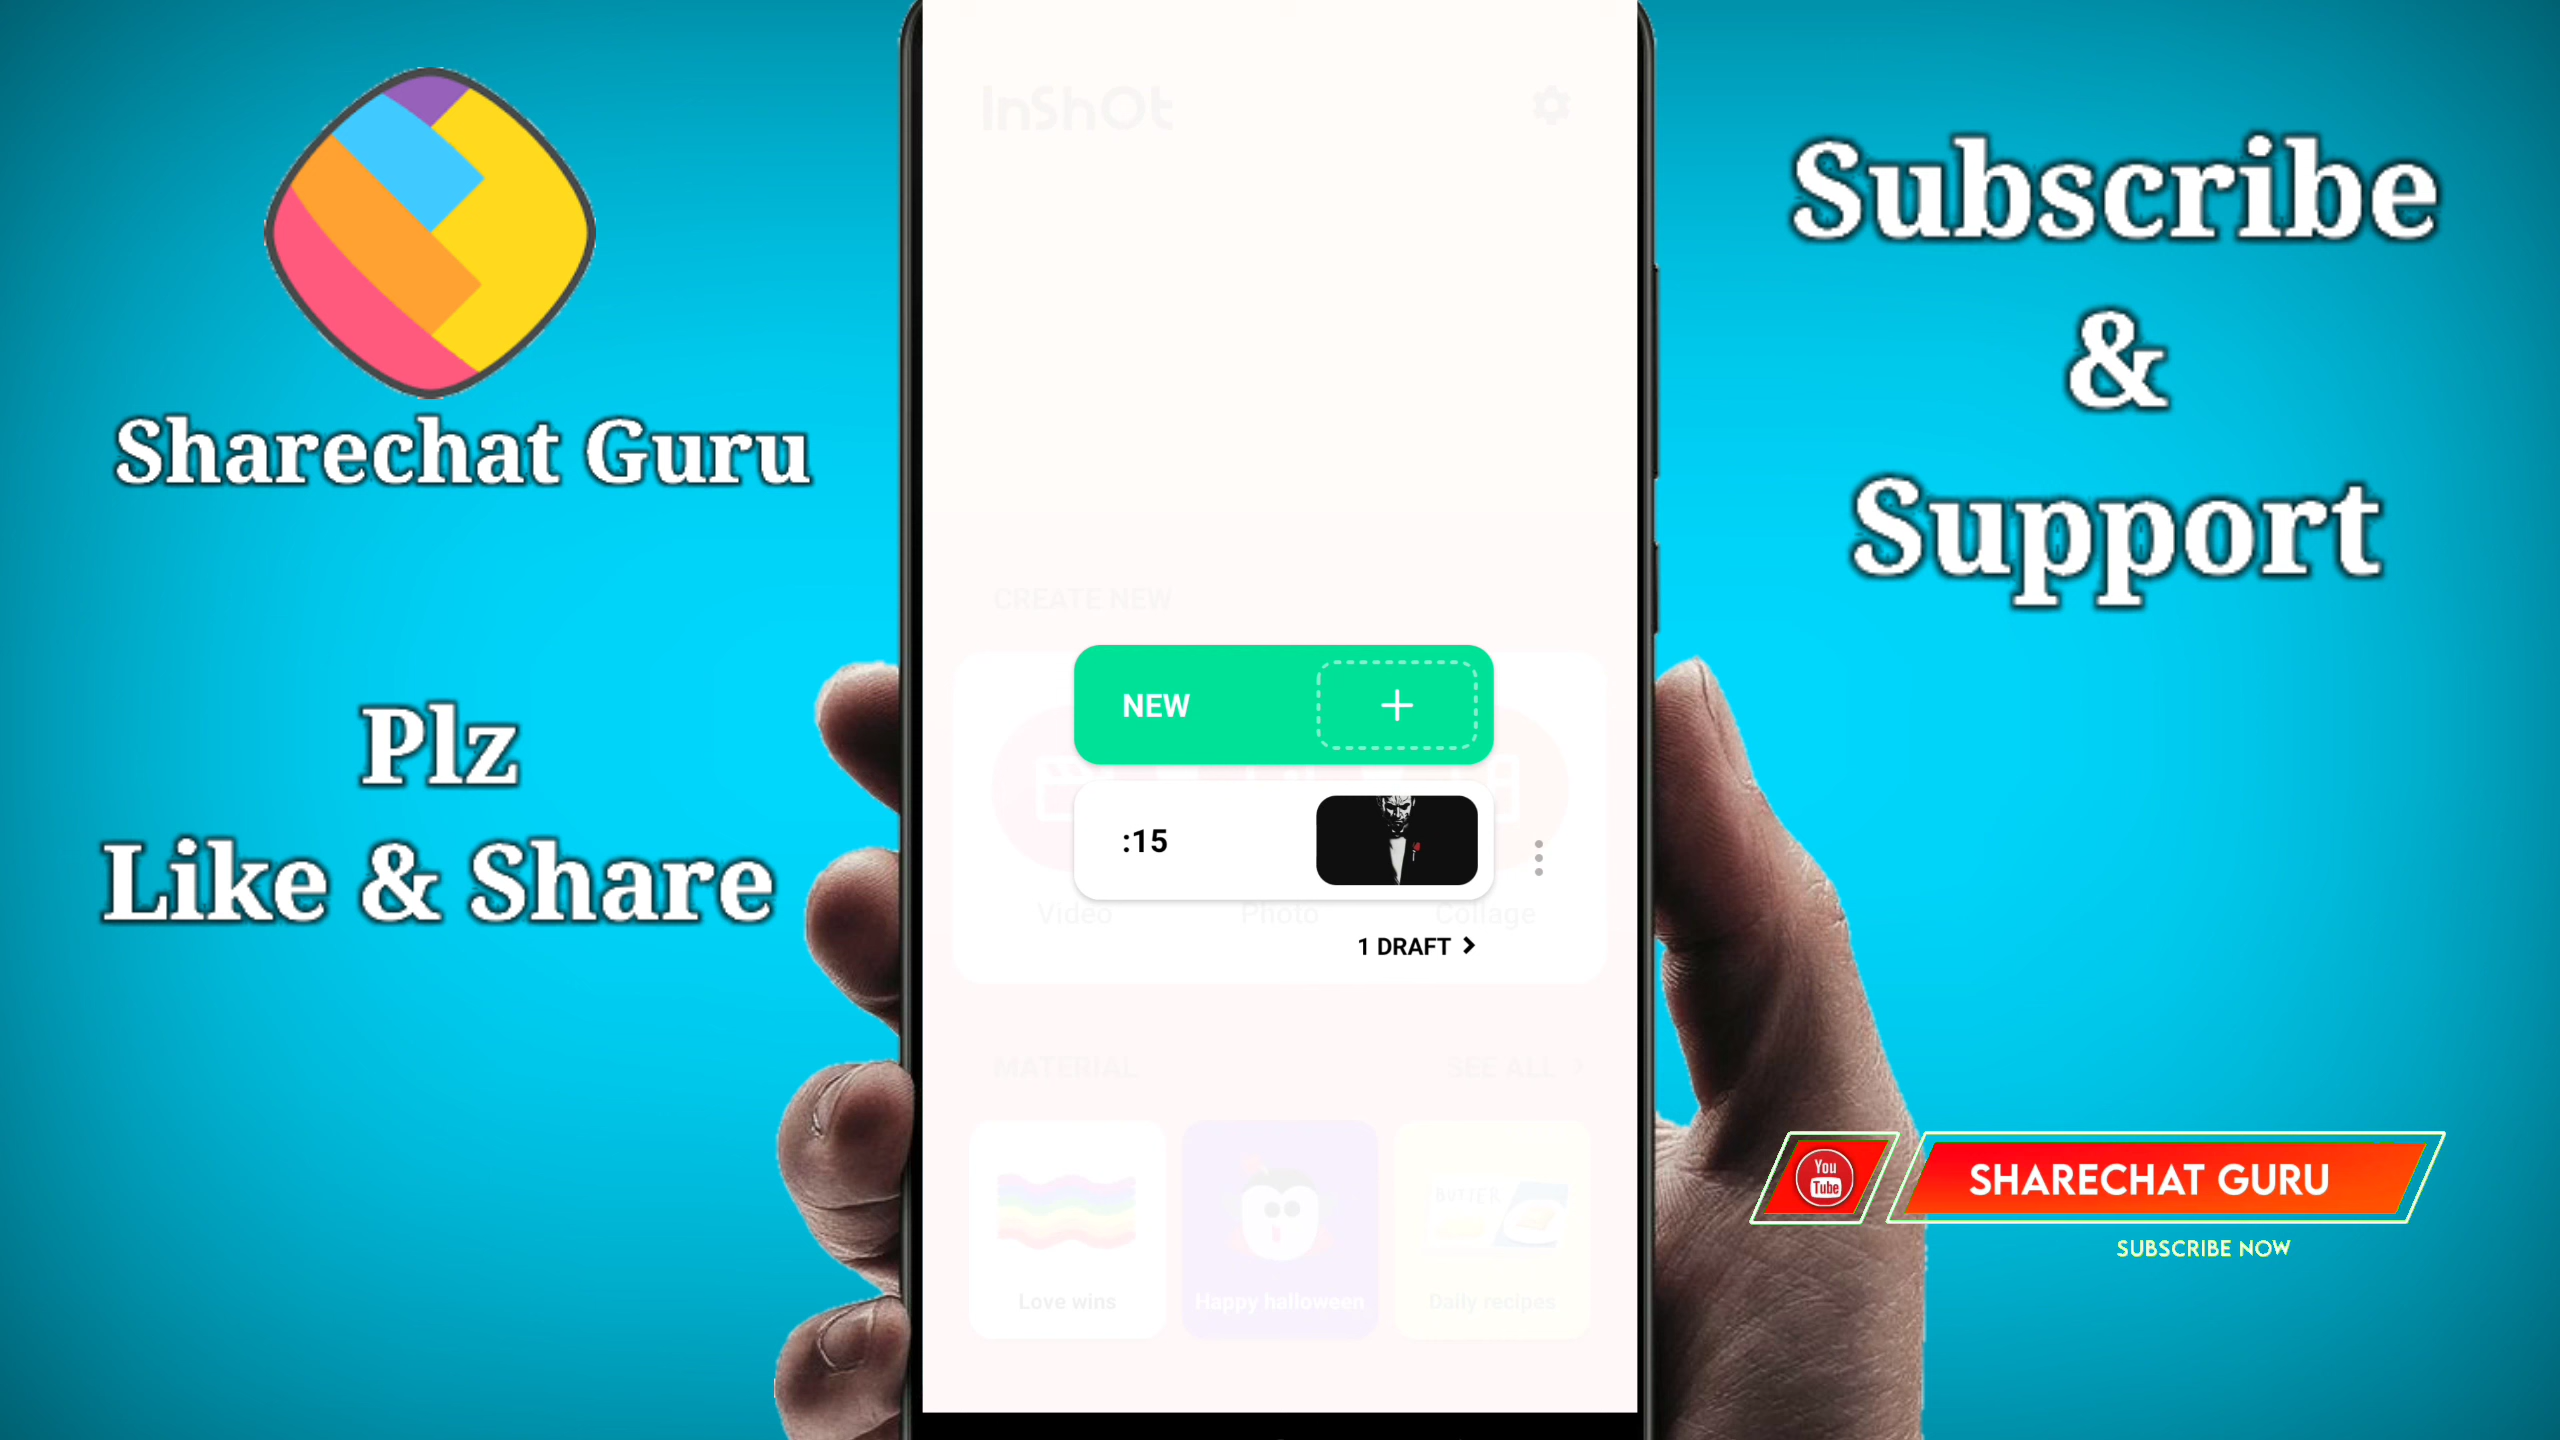 Sharechat Guru
Plz
Like & Share
InShOt
CREATE NEW
NEW
:15
Video
Photo
Collage
1 DRAFT
MATERIAL
SEE ALL
BUTTER
Love wins
Happy halloween
Daily recipes
Subscribe
&
Support
You
Tube
SHARECHAT GURU
SUBSCRIBE NOW